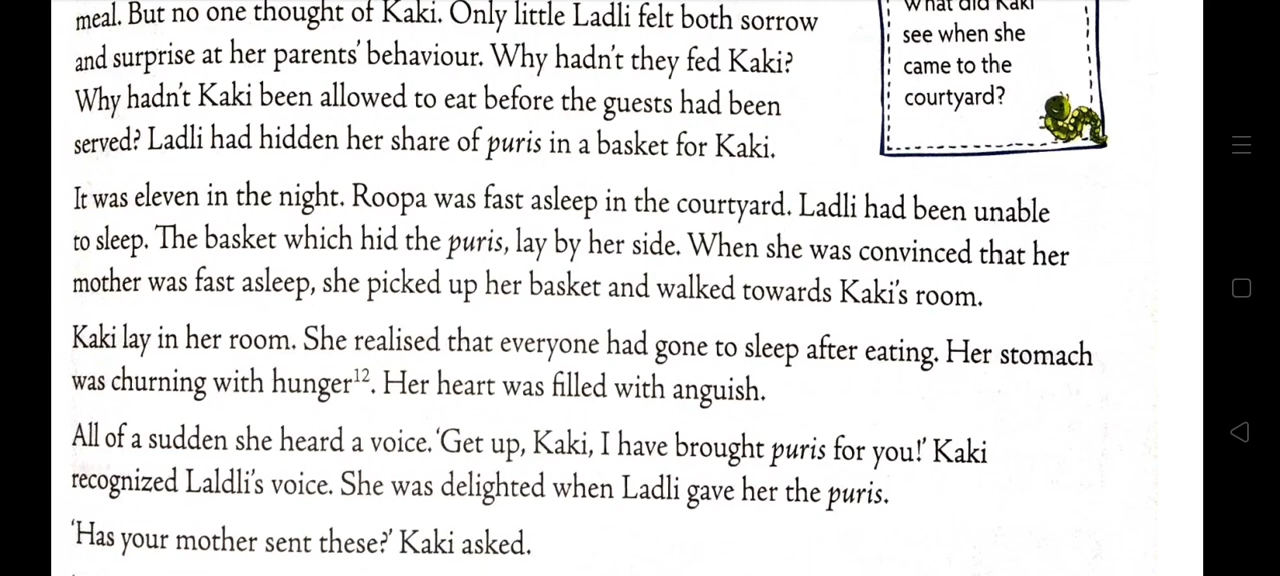 meal. But no one thought of Kaki. Only little Ladli felt both sorrow
and surprise at her parents' behaviour. Why hadn't they fed Kaki?
Why hadn't Kaki been allowed to eat before the guests had been
served? Ladli had hidden her share of puris in a basket for Kaki.
What did Kaki
see when she
came to the
courtyard?
It was eleven in the night. Roopa was fast asleep in the courtyard. Ladli had been unable
to sleep. The basket which hid the puris, lay by her side. When she was convinced that her
mother was fast asleep, she picked up her basket and walked towards Kaki's room.
Kaki lay in her room. She realised that everyone had gone to sleep after eating. Her stomach
was churning with hunger¹². Her heart was filled with anguish.
All of a sudden she heard a voice. 'Get up, Kaki, I have brought puris for you!' Kaki
recognized Laldli's voice. She was delighted when Ladli gave her the puris.
'Has your mother sent these?' Kaki asked.